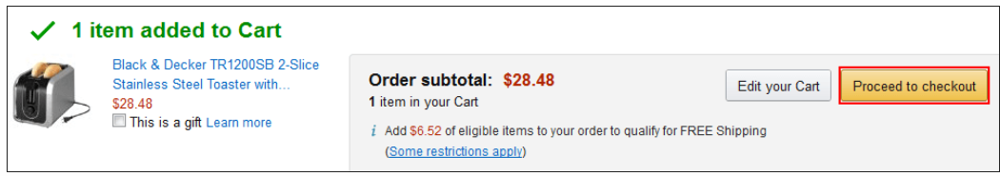 1 item added to Cart
Black & Decker TR1200SB 2-Slice
Stainless Steel Toaster with...
$28.48
This is a gift Learn more
Order subtotal: $28.48
1 item in your Cart
Edit your Cart
Proceed to checkout
i Add $6.52 of eligible items to your order to qualify for FREE Shipping
(Some restrictions apply)